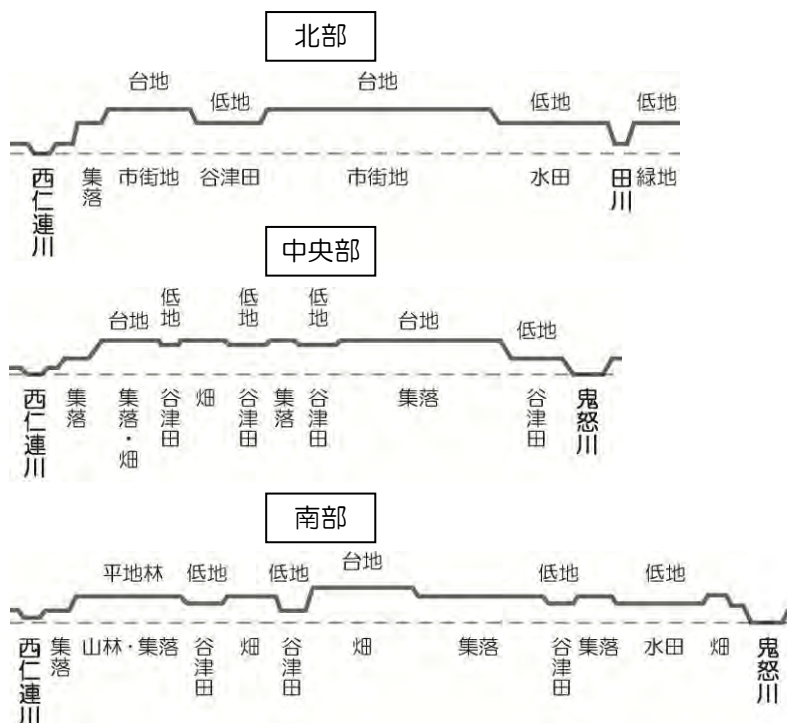 北部
台地
低地
台地
低地
低地
西仁連川
集落
市街地
谷津田
市街地
水田
田川
緑地
中央部
台地
低地
低地
低地
台地
低地
西仁連川
集落
集落・畑
谷津田
畑
谷津田
集落
谷津田
集落
谷津田
鬼怒川
南部
平地林
低地
低地
台地
低地
低地
西仁連川
集落
山林・集落
谷津田
畑
谷津田
畑
集落
谷津田
集落
水田
畑
鬼怒川